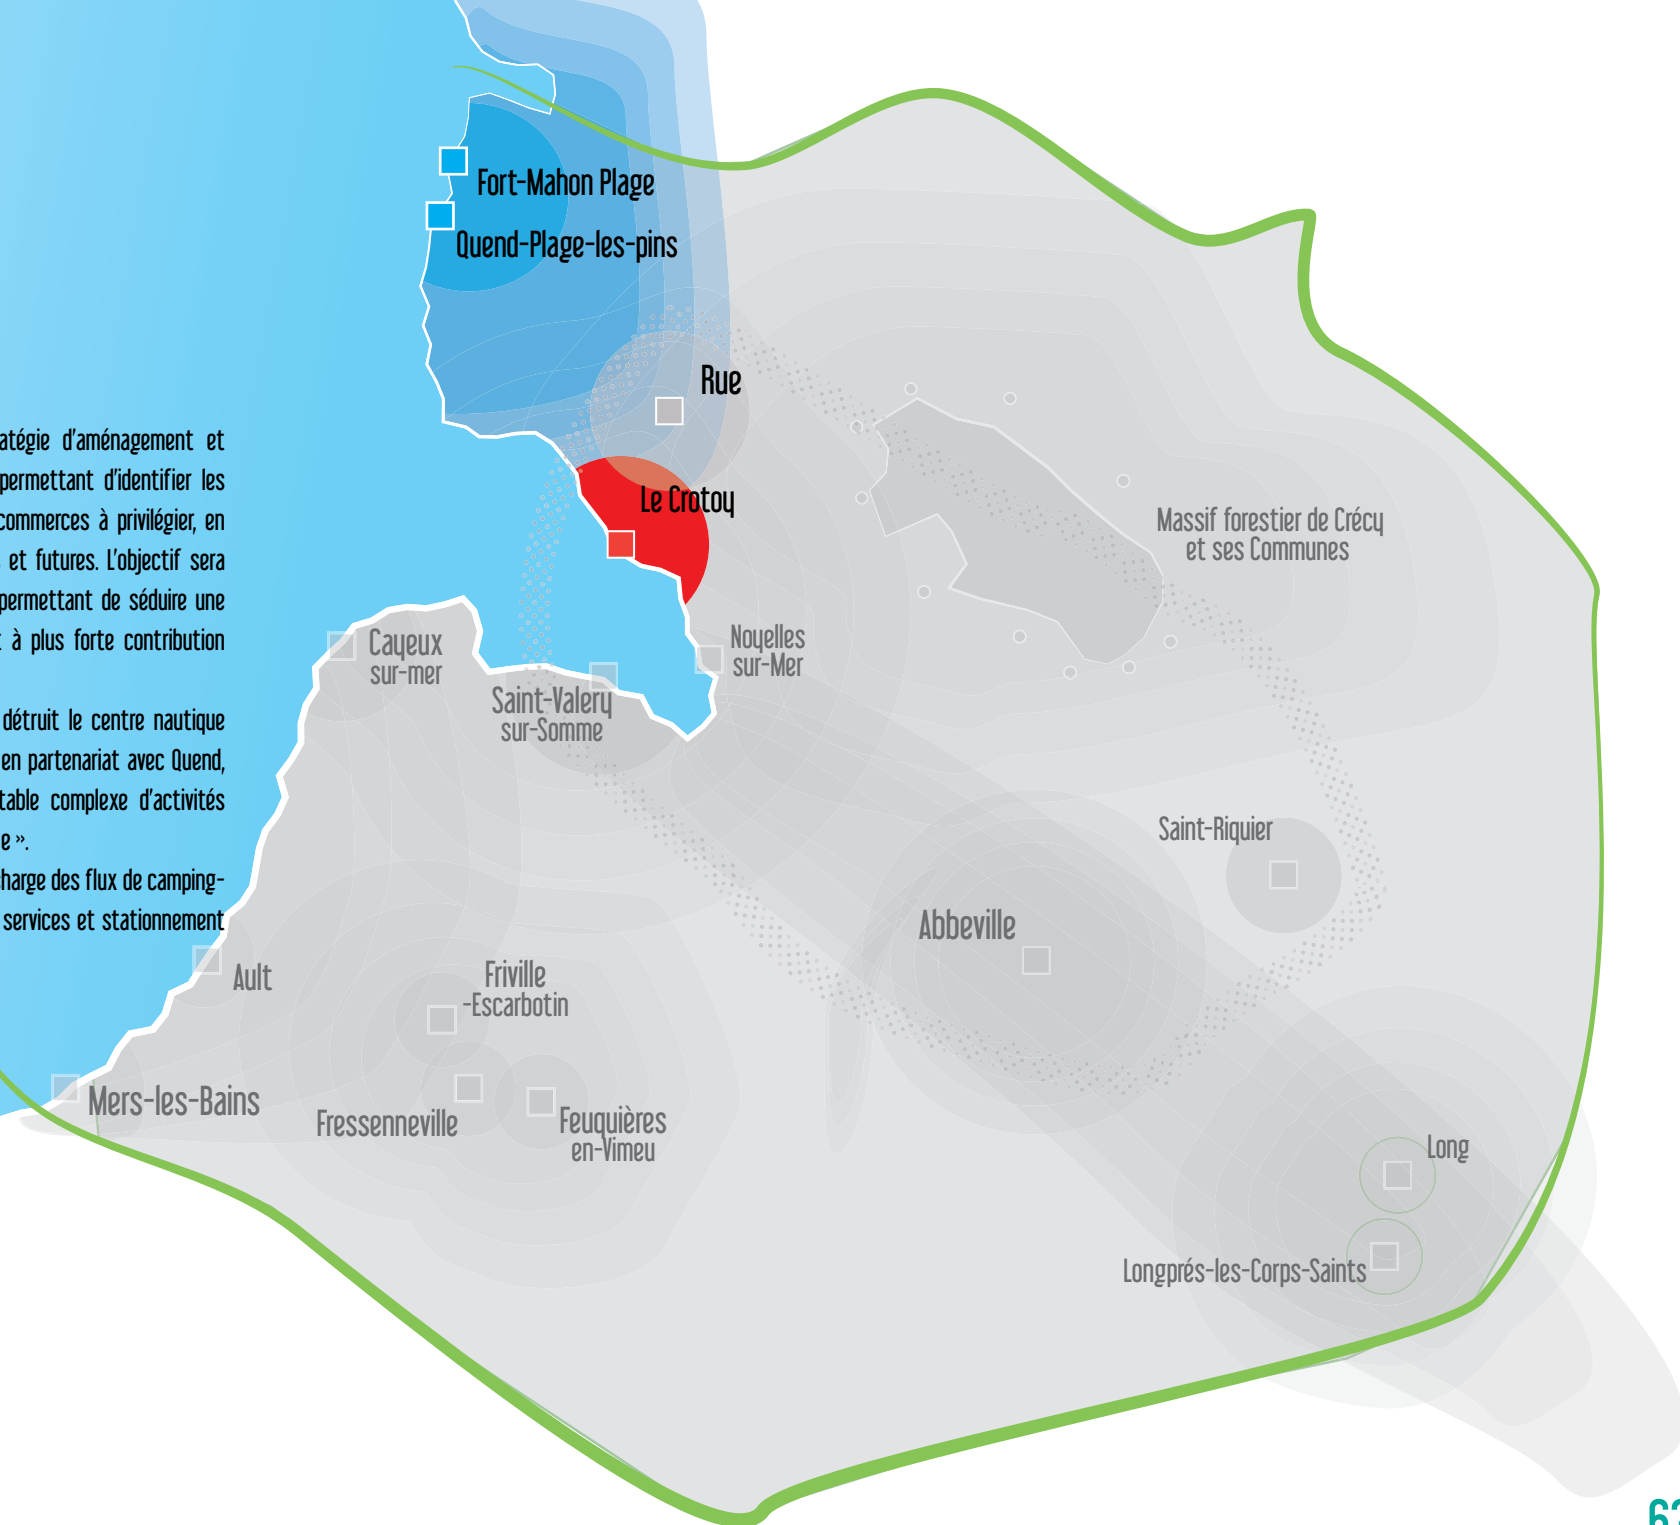 Fort-Mahon Plage
Quend-Plage-les-pins
Rue
Le Crotoy
atégie d'aménagement et
permettant d'identifier les
commerces à privilégier, en
et futures. L'objectif sera
permettant de séduire une
à plus forte contribution
détruit le centre nautique
en partenariat avec Quend,
table complexe d'activités
e ».
harge des flux de camping-
services et stationnement
Massif forestier de Crécy
et ses Communes
Cayeux
sur-mer
Noyelles
sur-Mer
Saint-Valery
sur-Somme
Saint-Riquier
Abbeville
Ault
Friville
-Escarbotin
Mers-les-Bains
Fressenneville
Feuquières
en-Vimeu
Long
Longprés-les-Corps-Saints